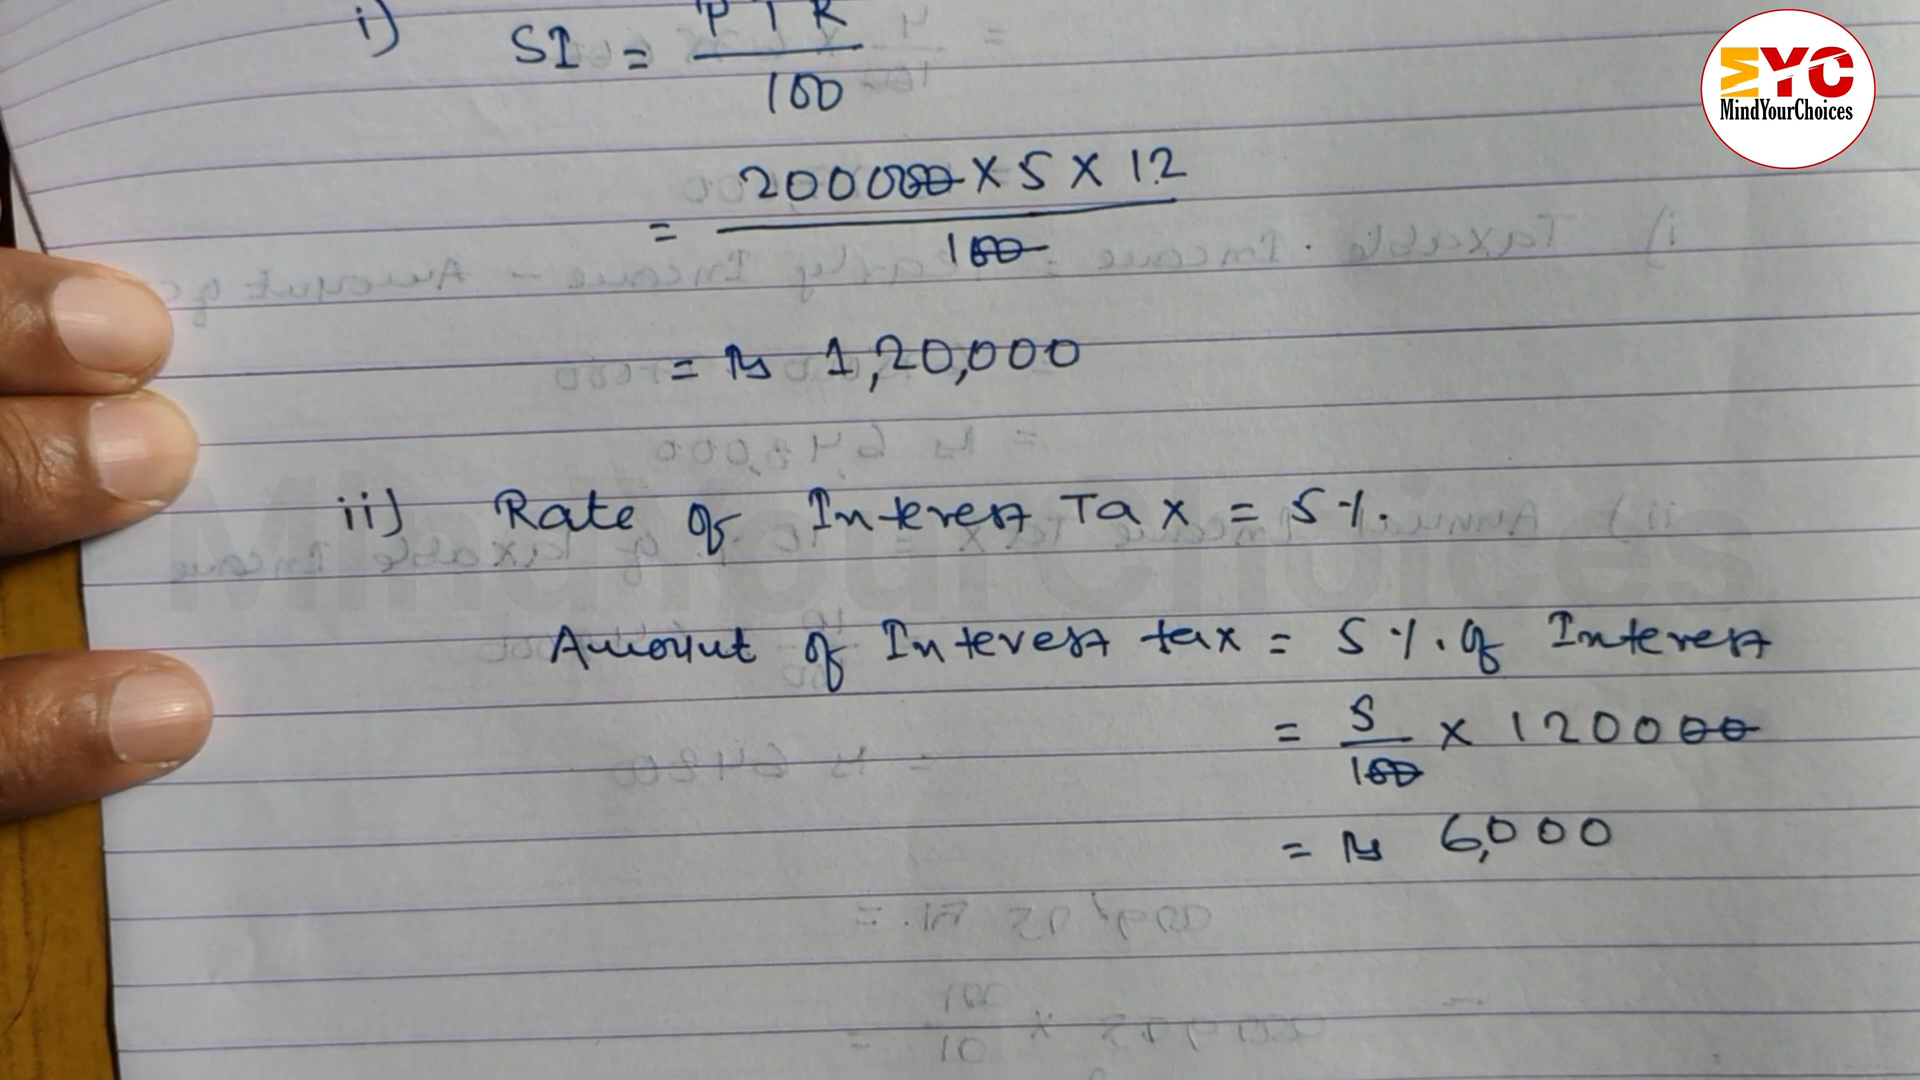 i) SI = P T R
100
= 200000 X 5 X 12
100
= Rs 1,20,000
ii) Rate of Interest Tax = 5%.
Amount of Interest tax = 5%. of Interest
= 5/100 x 120000
= Rs 6,000
MYC
MindYourChoices
MindYourChoices